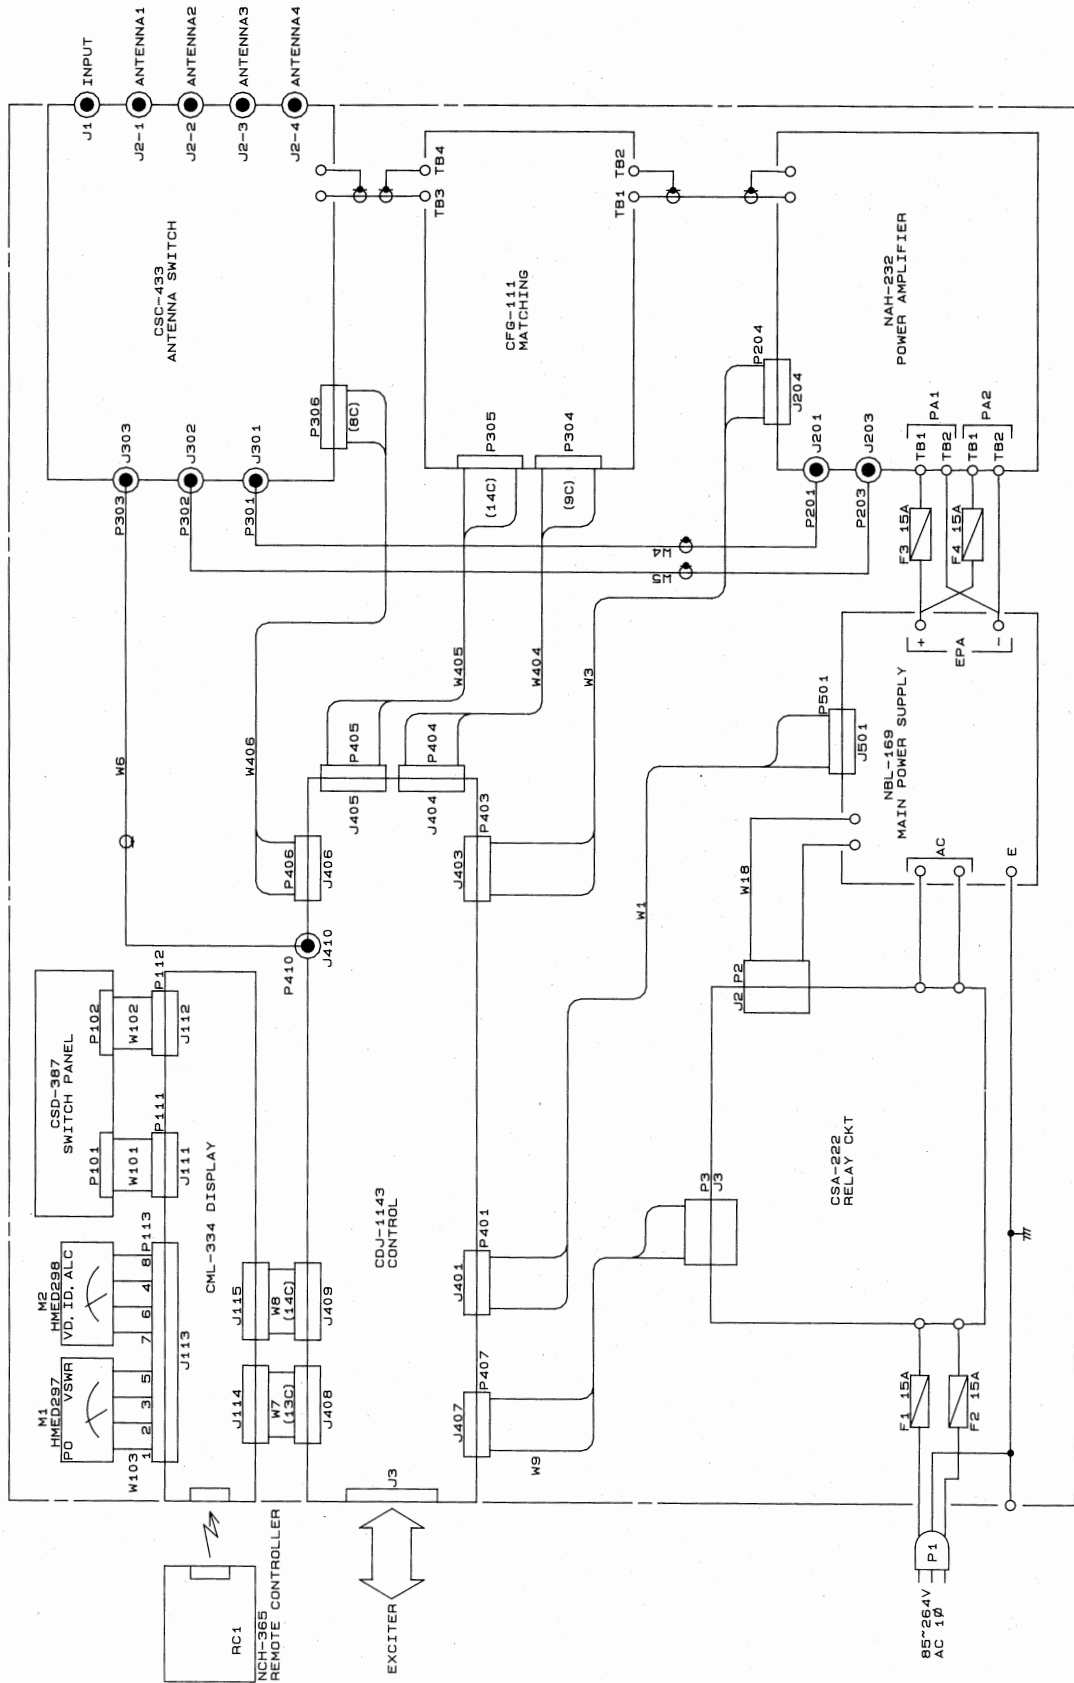 J1
INPUT
J2-1
ANTENNA1
J2-2
ANTENNA2
J2-3
ANTENNA3
J2-4
ANTENNA4
CSC-433
ANTENNA SWITCH
P303
J303
P302
J302
P301
J301
P306
(8C)
TB3
TB4
CFG-111
MATCHING
P305
(14C)
P304
(9C)
TB1
TB2
NAH-232
POWER AMPLIFIER
P204
J204
P201
J201
P203
J203
TB1
TB2
PA1
TB1
TB2
PA2
F3 15A
F4 15A
W4
W5
W6
W406
W405
W404
W3
P405
J405
P404
J404
P406
J406
P403
J403
P410
J410
CSD-387
SWITCH PANEL
P101
P102
W101
W102
P111
P112
J111
J112
M1
HMED297
PO VSWR
M2
HMED298
VD, ID, ALC
W103
1 2 3 5 7 6 4 8
P113
J113
CML-334 DISPLAY
J114
J115
W7
(13C)
W8
(14C)
J408
J409
CDJ-1143
CONTROL
J3
EXCITER
RC1
NCH-365
REMOTE CONTROLLER
J407
P407
J401
P401
W9
W1
P3
J3
J2 P2
W18
CSA-222
RELAY CKT
P501
J501
NBL-169
MAIN POWER SUPPLY
AC
E
+
EPA
-
F1 15A
F2 15A
P1
85~264V
AC 1Ø